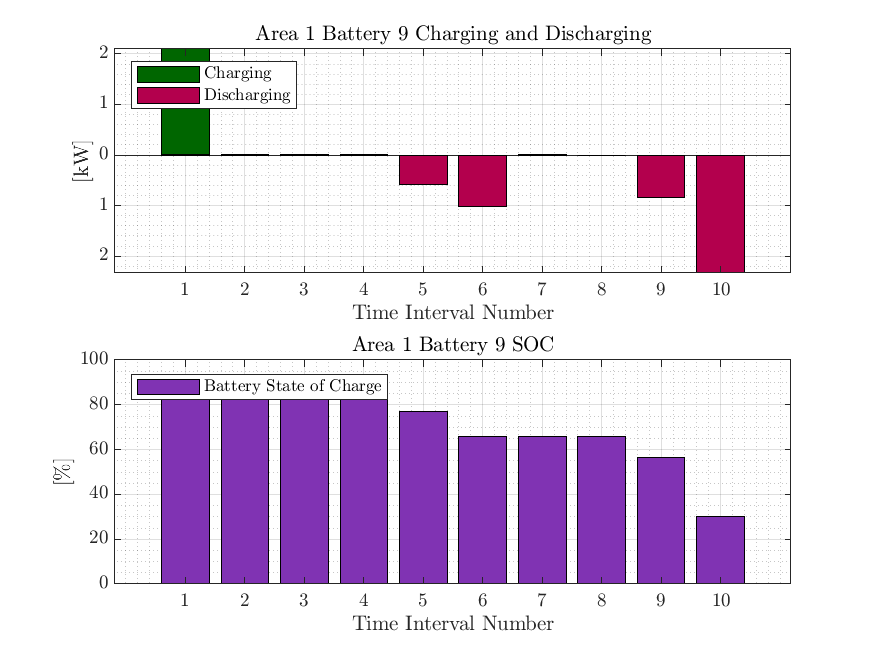 Area 1 Battery 9 Charging and Discharging
2
1
0
1
2
[kW]
Charging
Discharging
1 2 3 4 5 6 7 8 9 10
Time Interval Number
Area 1 Battery 9 SOC
100
80
60
40
20
0
[%]
Battery State of Charge
1 2 3 4 5 6 7 8 9 10
Time Interval Number